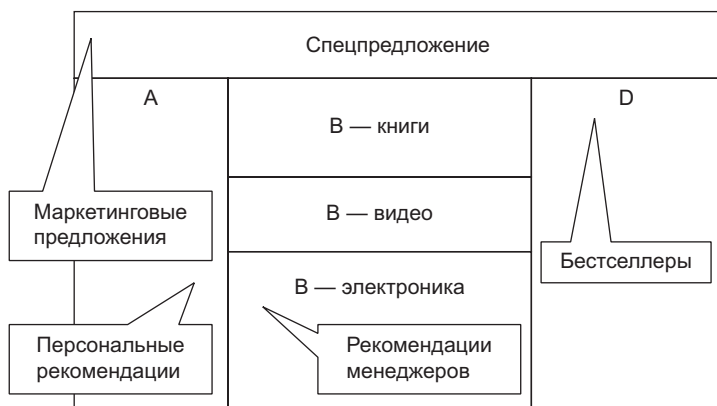 Спецпредложение
A
B — книги
D
B — видео
Маркетинговые
предложения
Бестселлеры
B — электроника
Персональные
рекомендации
Рекомендации
менеджеров